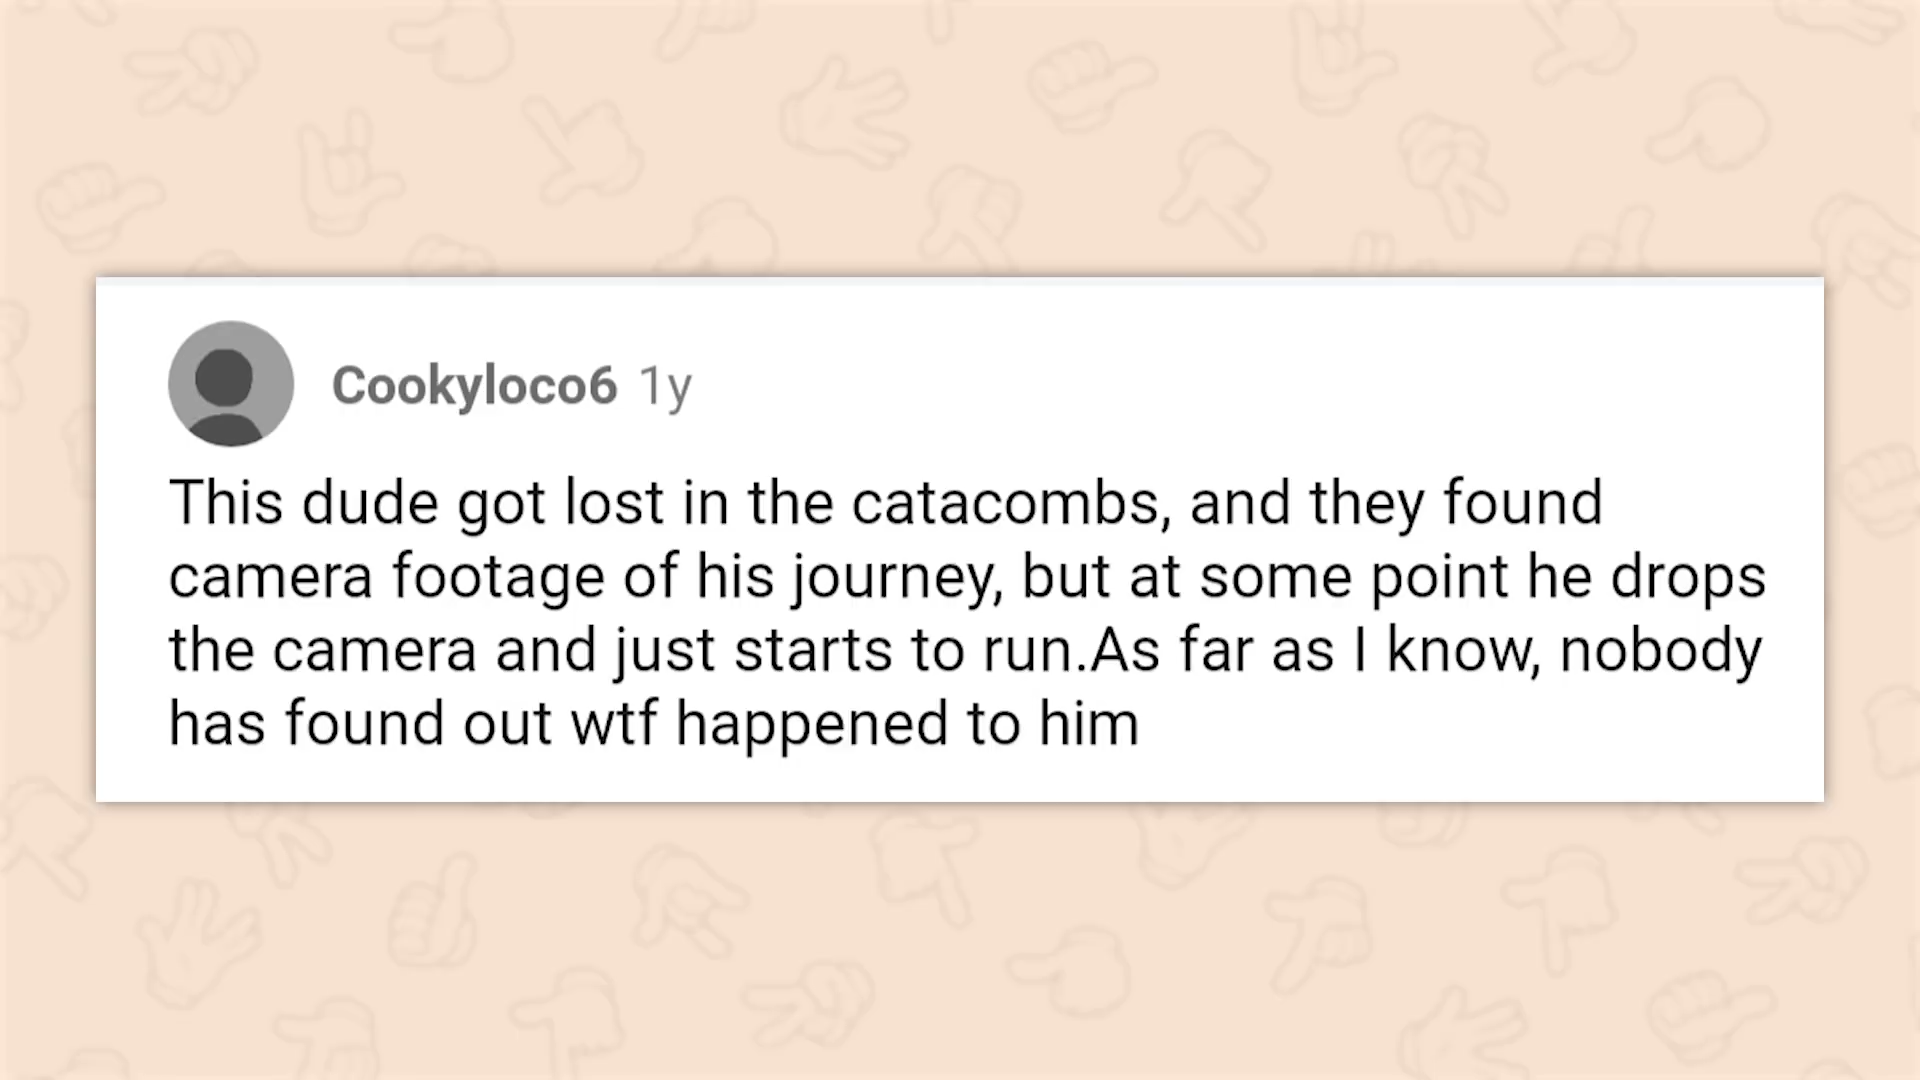 Cookyloco6 1y
This dude got lost in the catacombs, and they found
camera footage of his journey, but at some point he drops
the camera and just starts to run.As far as I know, nobody
has found out wtf happened to him